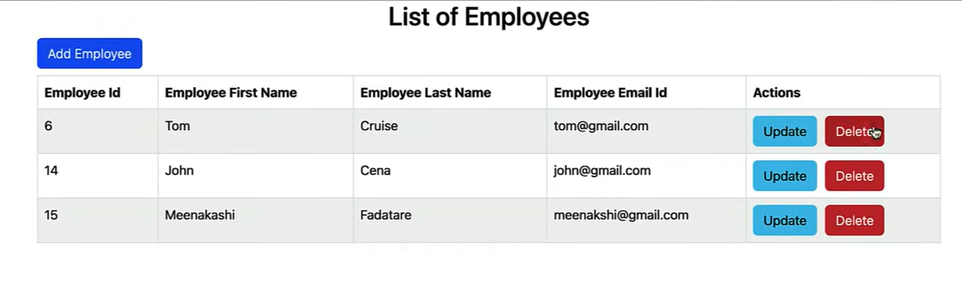 List of Employees
Add Employee
Employee Id Employee First Name Employee Last Name Employee Email Id Actions
6 Tom Cruise tom@gmail.com Update Delete
14 John Cena john@gmail.com Update Delete
15 Meenakashi Fadatare meenakshi@gmail.com Update Delete